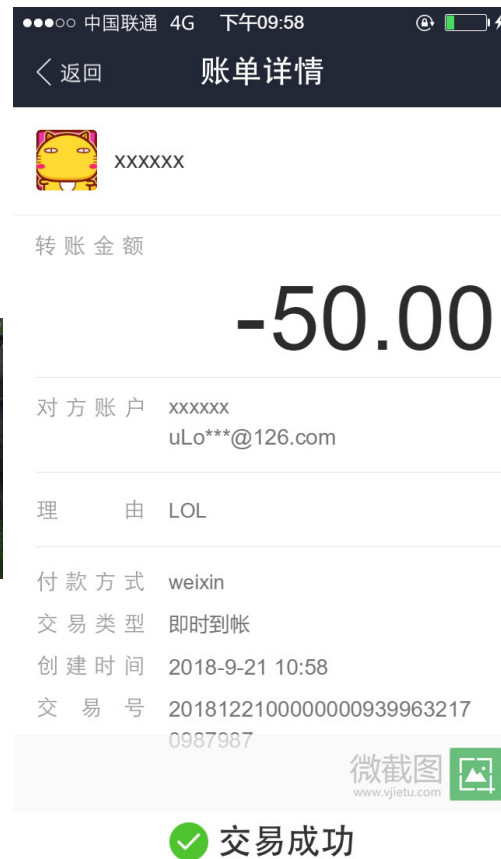 中国联通 4G 下午09:58
返回 账单详情
xxxxxx
转账金额
-50.00
对方账户 xxxxxx
uLo***@126.com
理由 LOL
付款方式 weixin
交易类型 即时到帐
创建时间 2018-9-21 10:58
交易号 2018122100000000939963217
0987987
微截图
www.vjietu.com
交易成功